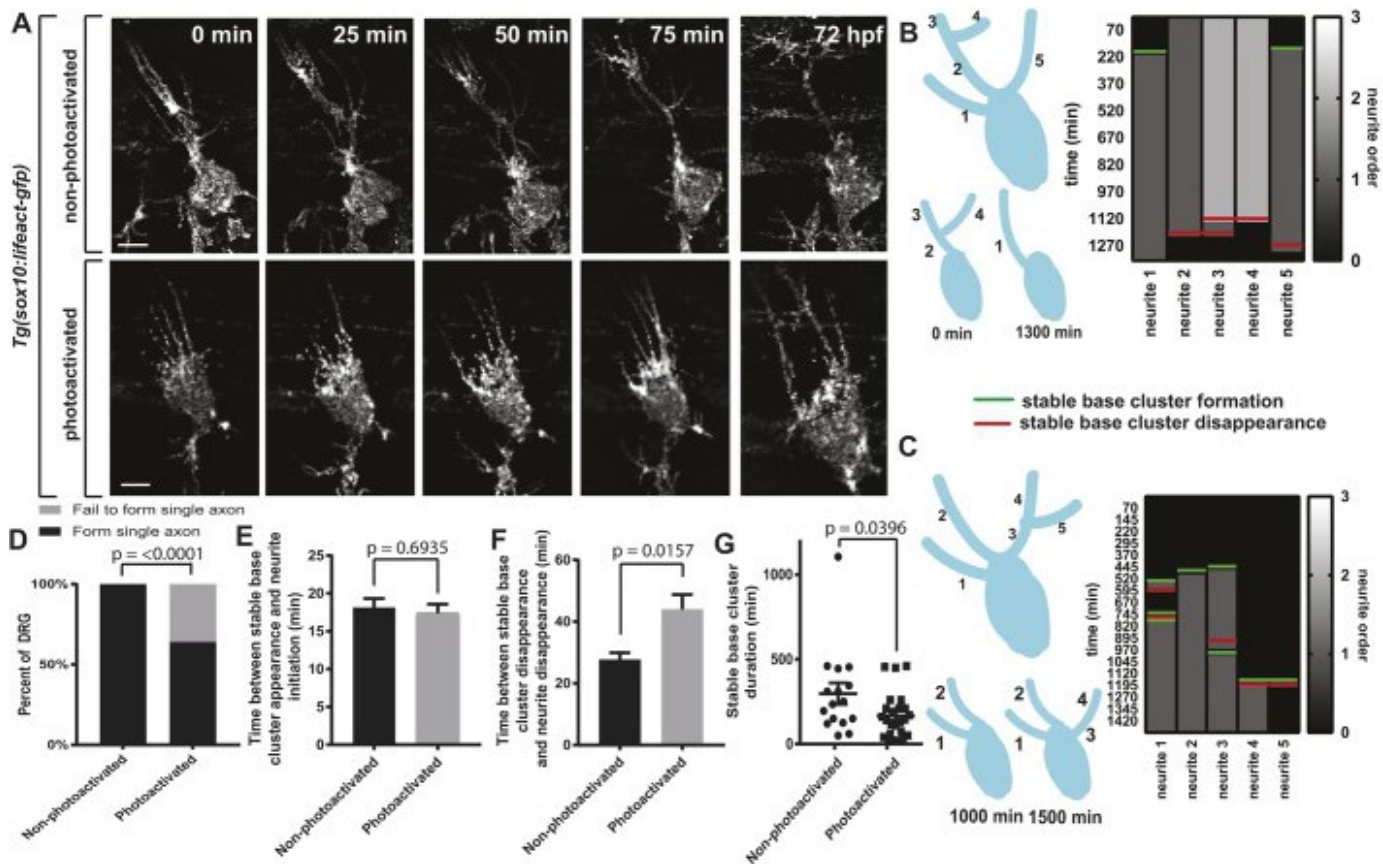 A
Tg(sox10:lifeact-gfp)
non-photoactivated
photoactivated
0 min
25 min
50 min
75 min
72 hpf
B
3
4
2
5
1
3
4
2
1
0 min
1300 min
time (min)
70
220
370
520
670
820
970
1120
1270
neurite 1
neurite 2
neurite 3
neurite 4
neurite 5
3
2
1
0
neurite order
stable base cluster formation
stable base cluster disappearance
C
2
4
3
5
1
2
1
2
4
1
3
1000 min
1500 min
time (min)
70
145
220
295
370
445
520
595
670
745
820
895
970
1045
1120
1195
1270
1345
1420
neurite 1
neurite 2
neurite 3
neurite 4
neurite 5
3
2
1
0
neurite order
Fail to form single axon
Form single axon
D
p = <0.0001
Percent of DRG
100%
50%
0%
Non-photoactivated
Photoactivated
E
p = 0.6935
Time between stable base
cluster appearance and neurite
initiation (min)
25
20
15
10
5
0
Non-photoactivated
Photoactivated
F
p = 0.0157
Time between stable base
cluster disappearance
and neurite disappearance (min)
60
40
20
0
Non-photoactivated
Photoactivated
G
p = 0.0396
Stable base cluster
duration (min)
1000
500
0
Non-photoactivated
Photoactivated